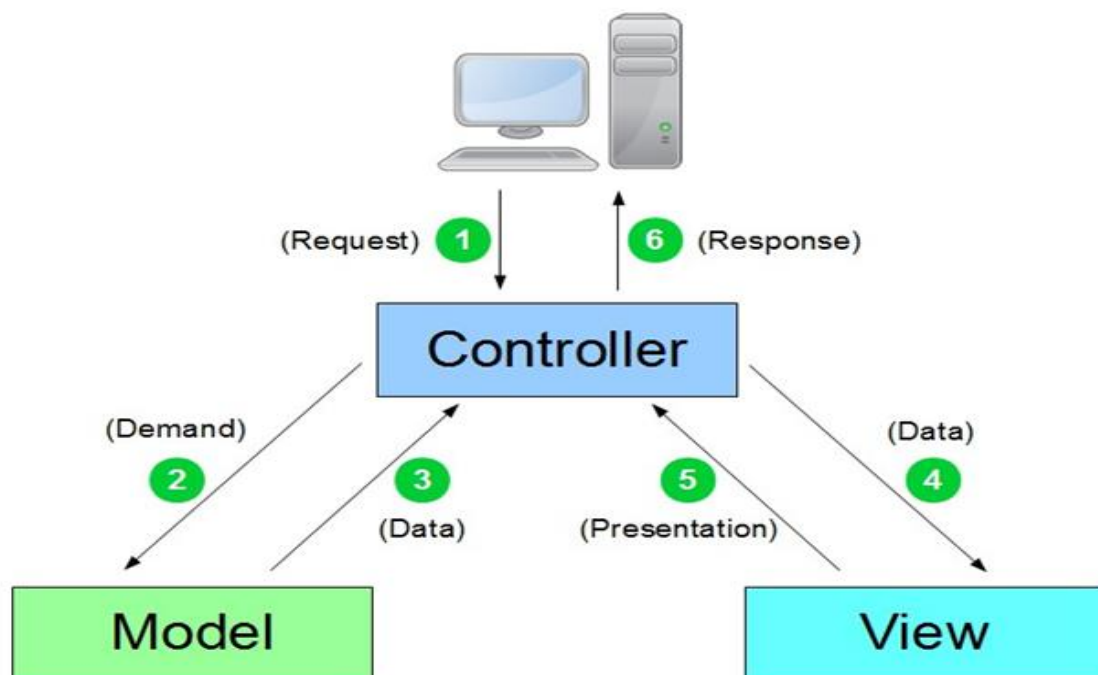 (Request) 1 6 (Response)
Controller
(Demand) (Data)
2 3 5 4
(Data) (Presentation)
Model View